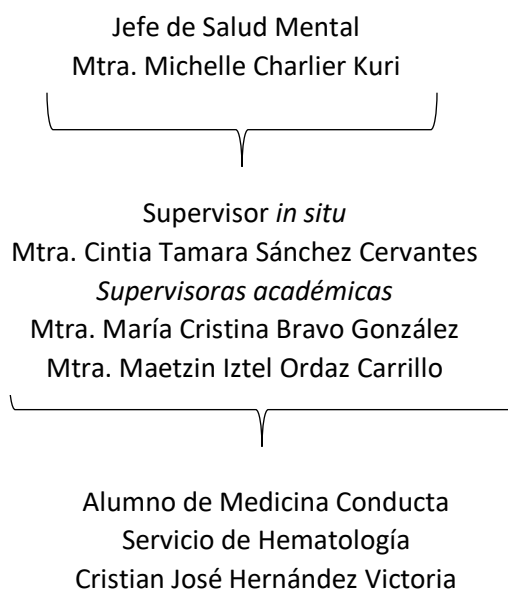 Jefe de Salud Mental
Mtra. Michelle Charlier Kuri
Supervisor in situ
Mtra. Cintia Tamara Sánchez Cervantes
Supervisoras académicas
Mtra. María Cristina Bravo González
Mtra. Maetzin Iztel Ordaz Carrillo
Alumno de Medicina Conducta
Servicio de Hematología
Cristian José Hernández Victoria